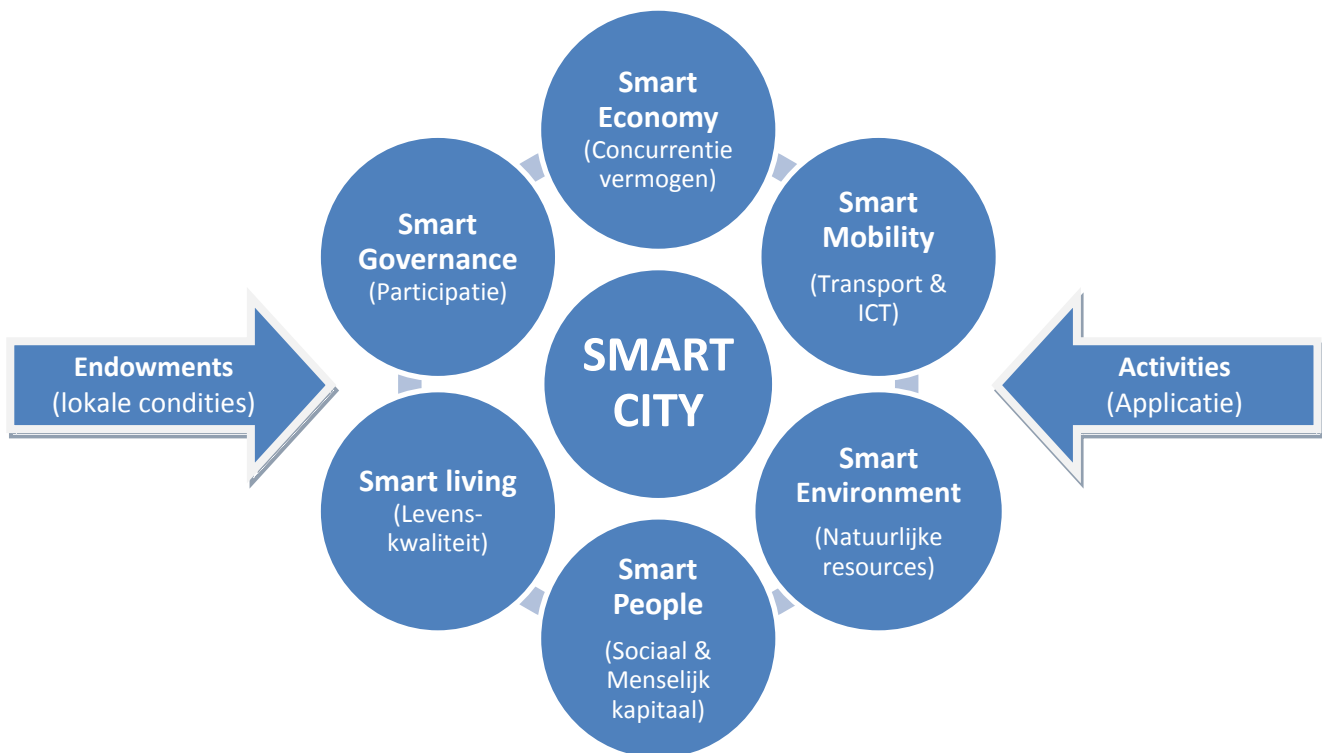 Smart
Economy
(Concurrentie
vermogen)
Smart
Governance
(Participatie)
Smart
Mobility
(Transport &
ICT)
Endowments
(lokale condities)
SMART
CITY
Activities
(Applicatie)
Smart living
(Levens-
kwaliteit)
Smart
Environment
(Natuurlijke
resources)
Smart
People
(Sociaal &
Menselijk
kapitaal)